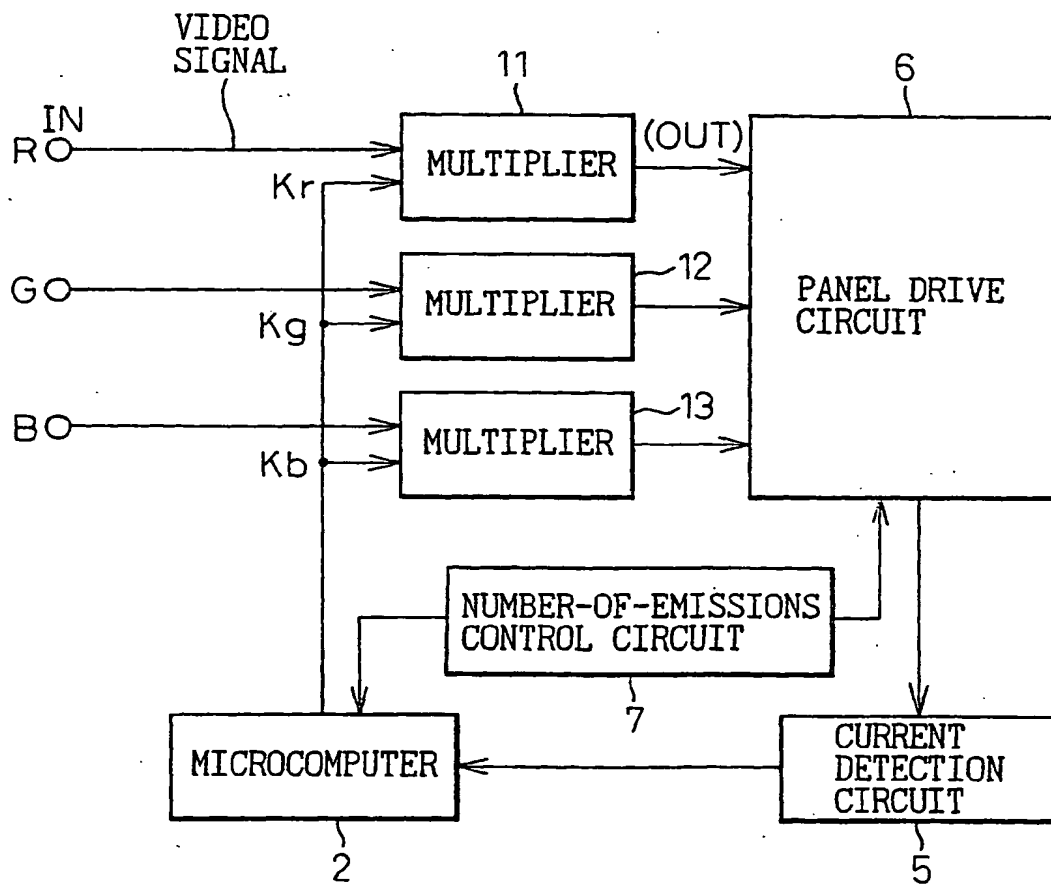 VIDEO
SIGNAL
11
6
IN
R
MULTIPLIER
(OUT)
Kr
12
G
MULTIPLIER
Kg
PANEL DRIVE
CIRCUIT
13
B
MULTIPLIER
Kb
NUMBER-OF-EMISSIONS
CONTROL CIRCUIT
7
MICROCOMPUTER
2
CURRENT
DETECTION
CIRCUIT
5